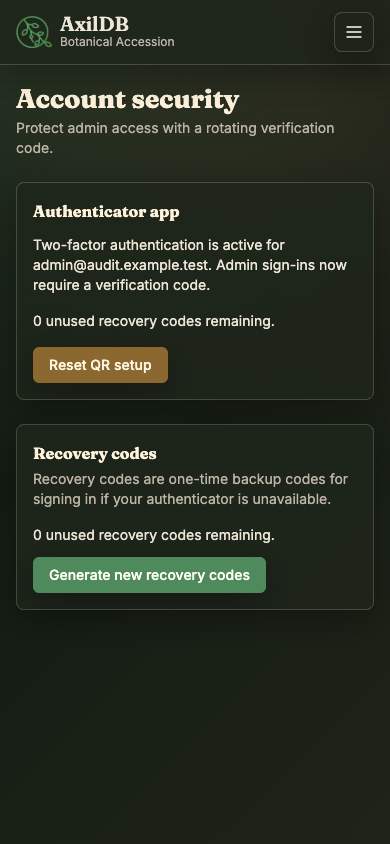 AxilDB
Botanical Accession
Account security
Protect admin access with a rotating verification
code.
Authenticator app
Two-factor authentication is active for
admin@audit.example.test. Admin sign-ins now
require a verification code.
0 unused recovery codes remaining.
Reset QR setup
Recovery codes
Recovery codes are one-time backup codes for
signing in if your authenticator is unavailable.
0 unused recovery codes remaining.
Generate new recovery codes